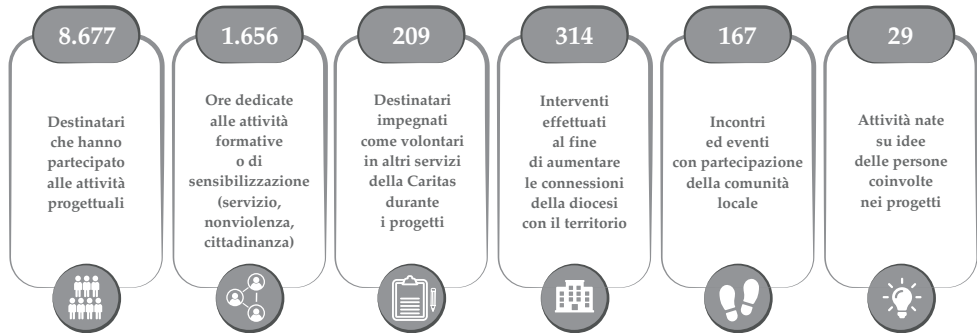 8.677
Destinatari
che hanno
partecipato
alle attività
progettuali
1.656
Ore dedicate
alle attività
formative
o di
sensibilizzazione
(servizio,
nonviolenza,
cittadinanza)
209
Destinatari
impegnati
come volontari
in altri servizi
della Caritas
durante
i progetti
314
Interventi
effettuati
al fine
di aumentare
le connessioni
della diocesi
con il territorio
167
Incontri
ed eventi
con partecipazione
della comunità
locale
29
Attività nate
su idee
delle persone
coinvolte
nei progetti